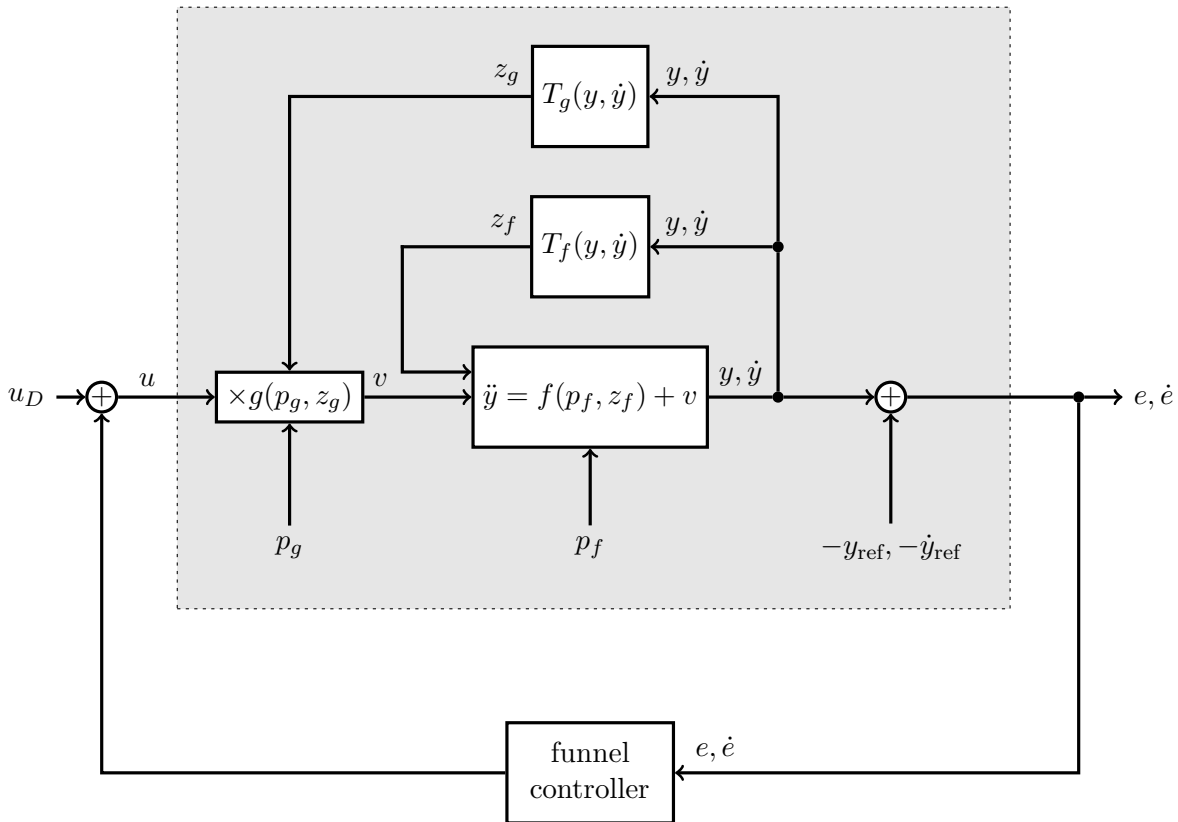 z_g
T_g(y, ẏ)
y, ẏ
z_f
T_f(y, ẏ)
y, ẏ
u_D
+
u
×g(p_g, z_g)
v
ÿ = f(p_f, z_f) + v
y, ẏ
+
e, ė
p_g
p_f
−y_ref, −ẏ_ref
funnel
controller
e, ė